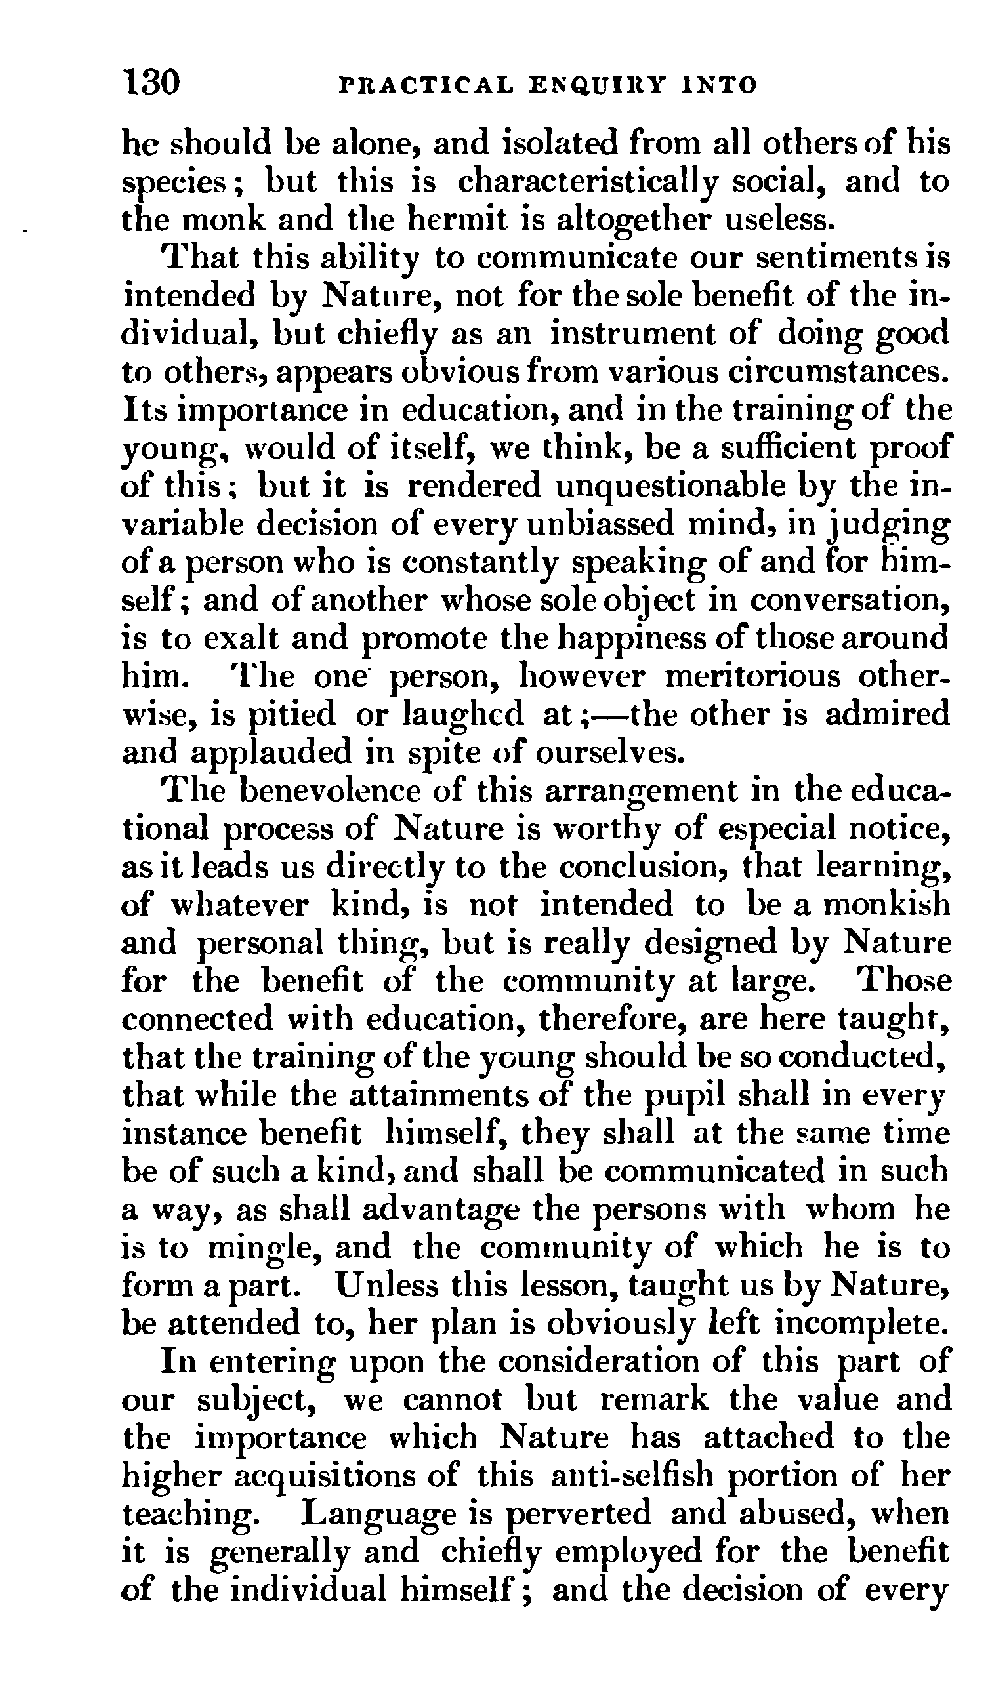 130 PRACTICAL ENQUIRY INTO
he should be alone, and isolated from all others of his
species; but this is characteristically social, and to
the monk and the hermit is altogether useless.
That this ability to communicate our sentiments is
intended by Nature, not for the sole benefit of the in-
dividual, but chiefly as an instrument of doing good
to others, appears obvious from various circumstances.
Its importance in education, and in the training of the
young, would of itself, we think, be a sufficient proof
of this; but it is rendered unquestionable by the in-
variable decision of every unbiassed mind, in judging
of a person who is constantly speaking of and for him-
self; and of another whose sole object in conversation,
is to exalt and promote the happiness of those around
him. The one person, however meritorious other-
wise, is pitied or laughed at;—the other is admired
and applauded in spite of ourselves.
The benevolence of this arrangement in the educa-
tional process of Nature is worthy of especial notice,
as it leads us directly to the conclusion, that learning,
of whatever kind, is not intended to be a monkish
and personal thing, but is really designed by Nature
for the benefit of the community at large. Those
connected with education, therefore, are here taught,
that the training of the young should be so conducted,
that while the attainments of the pupil shall in every
instance benefit himself, they shall at the same time
be of such a kind, and shall be communicated in such
a way, as shall advantage the persons with whom he
is to mingle, and the community of which he is to
form a part. Unless this lesson, taught us by Nature,
be attended to, her plan is obviously left incomplete.
In entering upon the consideration of this part of
our subject, we cannot but remark the value and
the importance which Nature has attached to the
higher acquisitions of this anti-selfish portion of her
teaching. Language is perverted and abused, when
it is generally and chiefly employed for the benefit
of the individual himself; and the decision of every